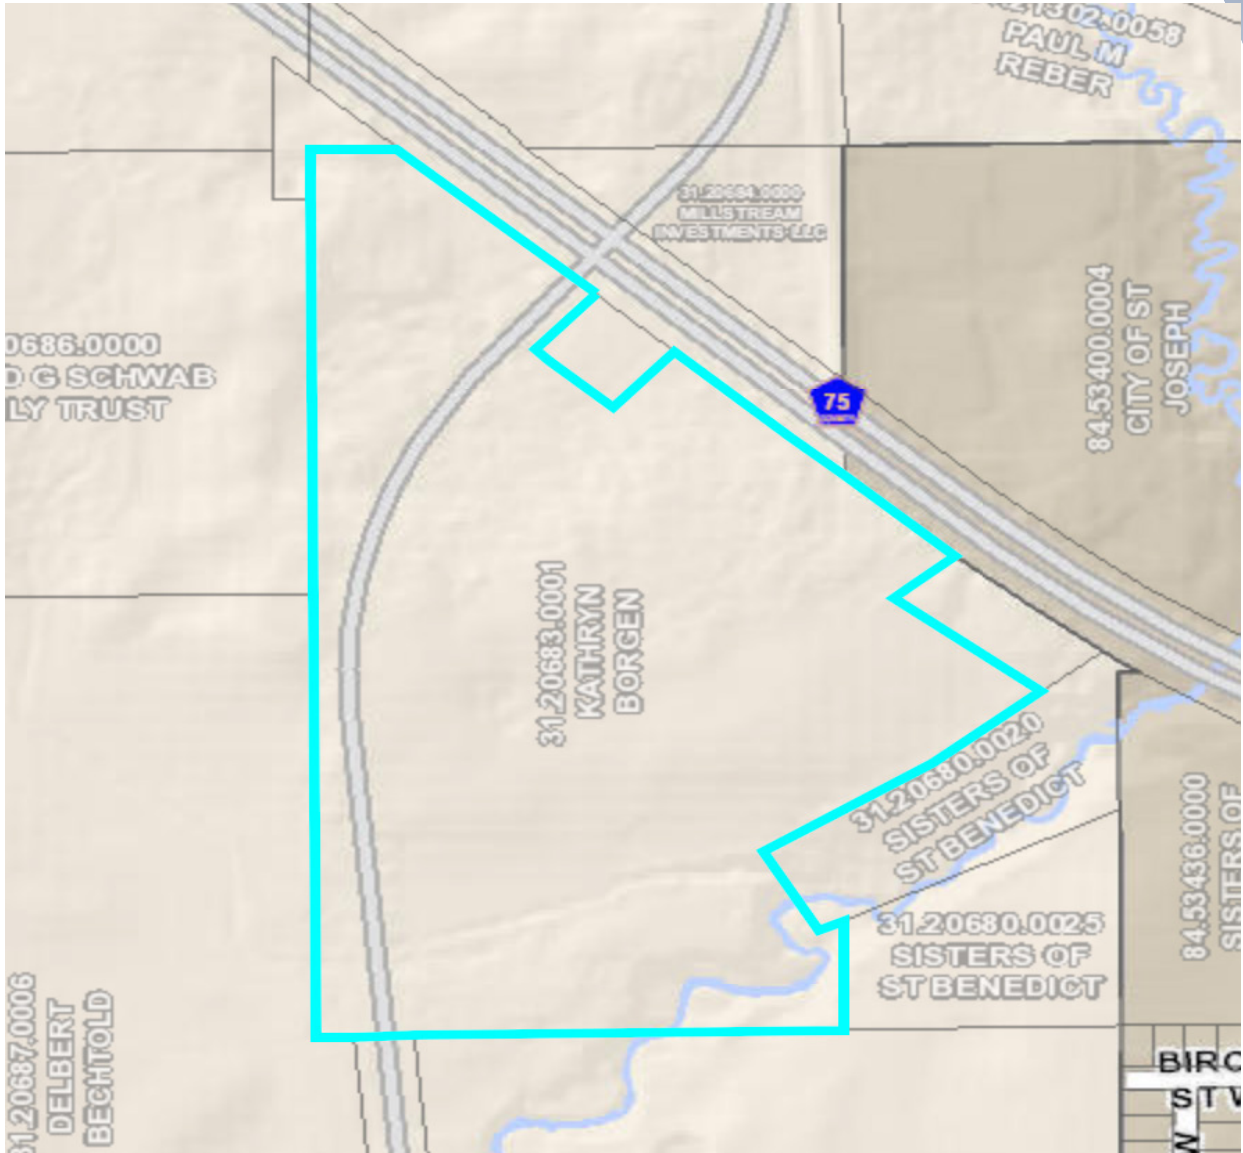 PAUL M
REBER
31.20684.0000
MILLSTREAM
INVESTMENTS LLC
84.53400.0004
CITY OF ST
JOSEPH
0686.0000
D G SCHWAB
LY TRUST
75
31.20683.0001
KATHRYN
BORGEN
31.20680.0020
SISTERS OF
ST BENEDICT
31.20680.0025
SISTERS OF
ST BENEDICT
84.53436.0000
SISTERS OF
31.20687.0006
DELBERT
BECHTOLD
BIRC
ST W
W